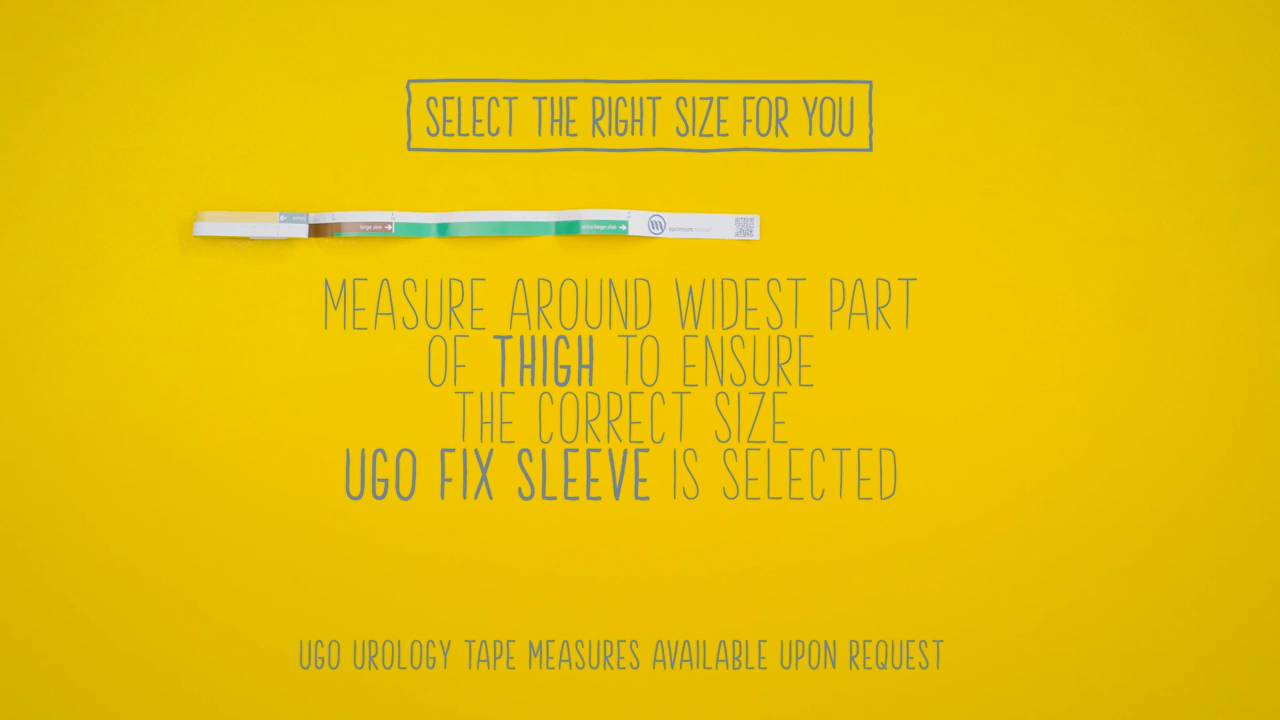 SELECT THE RIGHT SIZE FOR YOU
large size
extra large size
optimum
MEASURE AROUND WIDEST PART
OF THIGH TO ENSURE
THE CORRECT SIZE
UGO FIX SLEEVE IS SELECTED
UGO UROLOGY TAPE MEASURES AVAILABLE UPON REQUEST